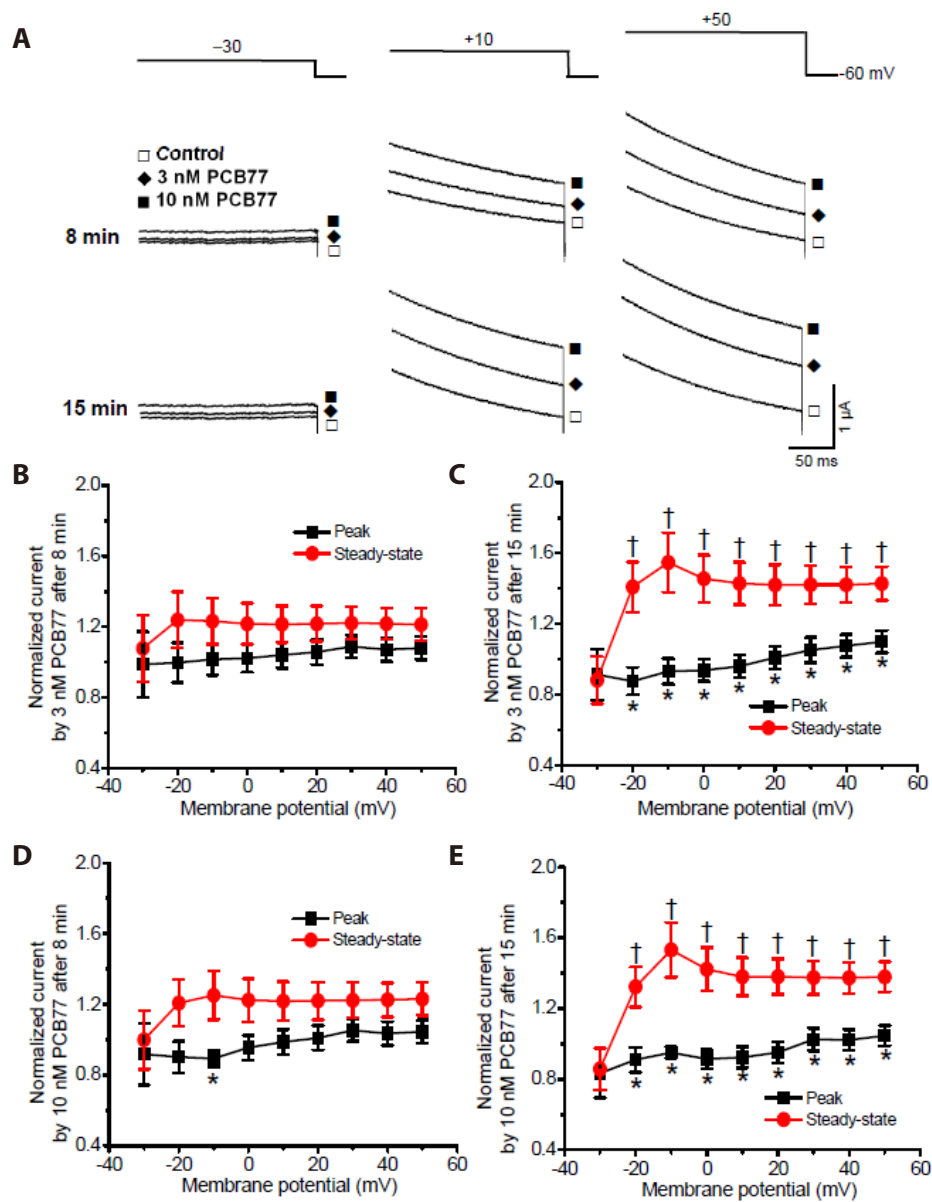 A
−30
+10
+50
-60 mV
□ Control
◆ 3 nM PCB77
■ 10 nM PCB77
8 min
15 min
1 µA
50 ms
B
Normalized current
by 3 nM PCB77 after 8 min
2.0
1.6
1.2
0.8
0.4
Peak
Steady-state
-40 -20 0 20 40 60
Membrane potential (mV)
C
Normalized current
by 3 nM PCB77 after 15 min
2.0
1.6
1.2
0.8
0.4
† † † † † † † †
* * * * * * * *
Peak
Steady-state
-40 -20 0 20 40 60
Membrane potential (mV)
D
Normalized current
by 10 nM PCB77 after 8 min
2.0
1.6
1.2
0.8
0.4
Peak
Steady-state
*
-40 -20 0 20 40 60
Membrane potential (mV)
E
Normalized current
by 10 nM PCB77 after 15 min
2.0
1.6
1.2
0.8
0.4
† † † † † † † †
* * * * * * * *
Peak
Steady-state
-40 -20 0 20 40 60
Membrane potential (mV)